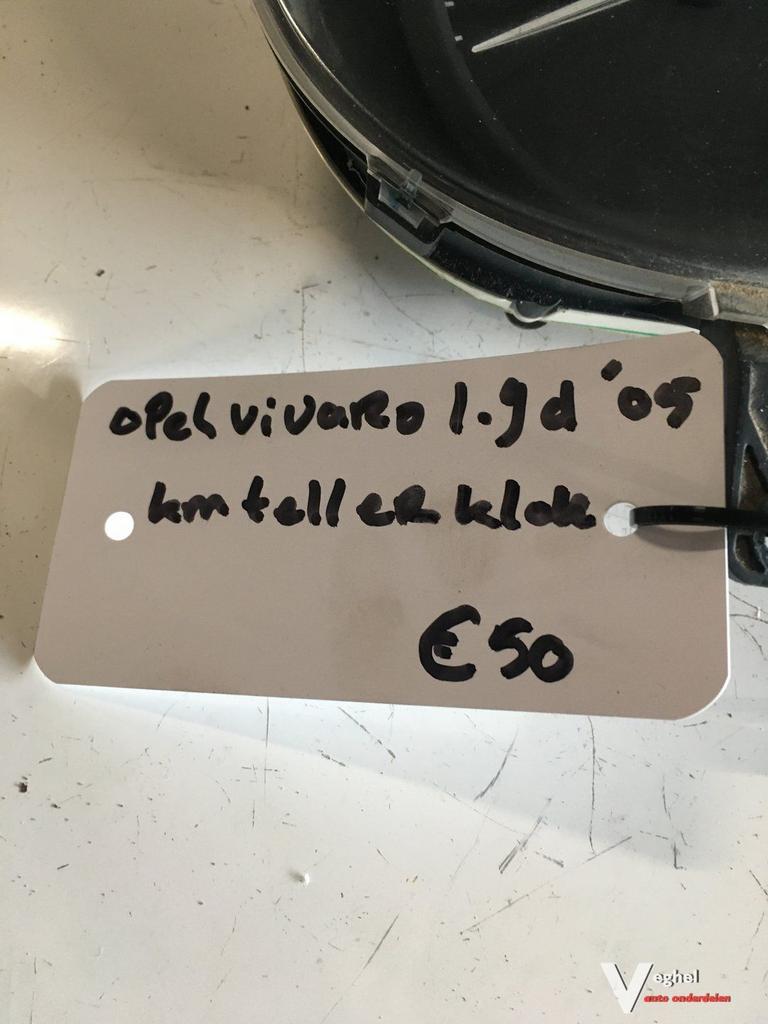 opel vivaro 1.9d '05
km teller klok
€50
Veghel
auto onderdelen